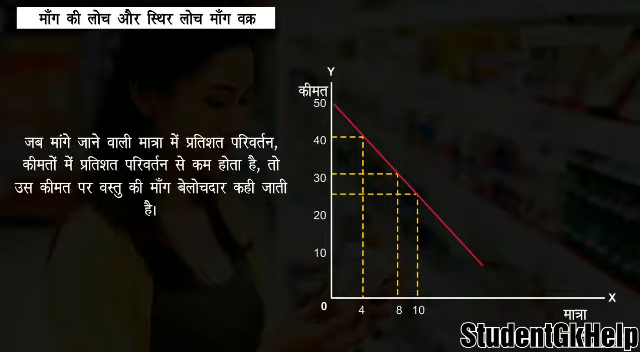 माँग की लोच और स्थिर लोच माँग वक्र
जब मांगे जाने वाली मात्रा में प्रतिशत परिवर्तन,
कीमतों में प्रतिशत परिवर्तन से कम होता है, तो
उस कीमत पर वस्तु की माँग बेलोचदार कही जाती
है।
Y
कीमत
50
40
30
20
10
0
4 8 10
X
मात्रा
StudentGkHelp